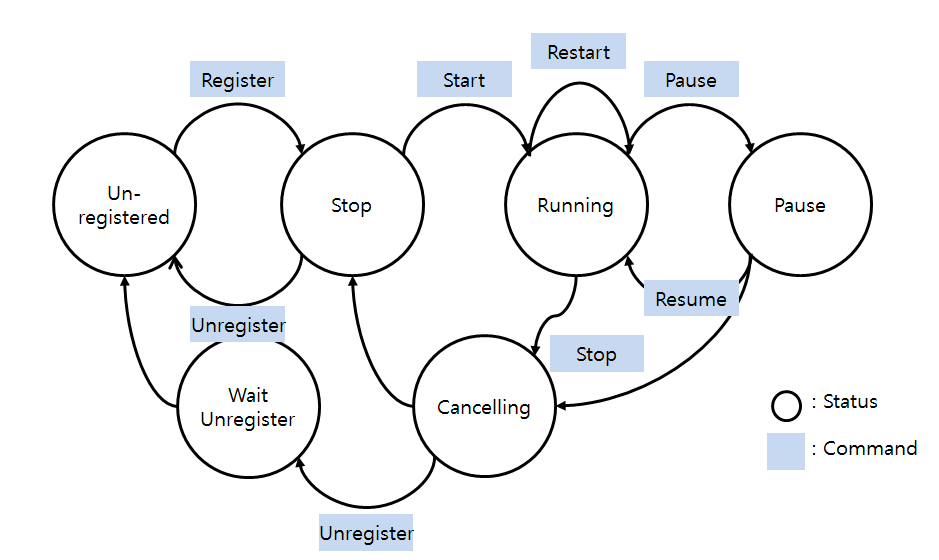 Restart
Register
Start
Pause
Un-
registered
Stop
Running
Pause
Resume
Unregister
Stop
Wait
Unregister
Cancelling
: Status
: Command
Unregister